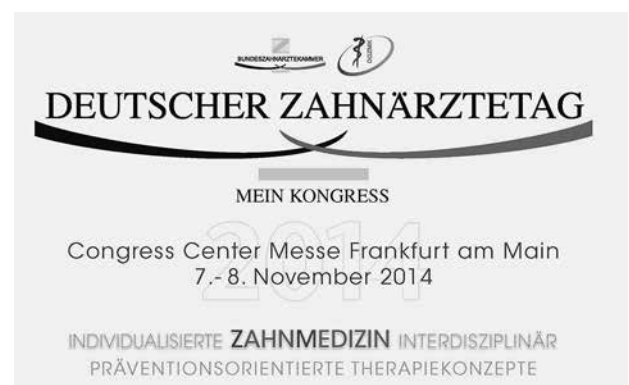 BUNDESZAHNÄRZTEKAMMER
DGZMK
DEUTSCHER ZAHNÄRZTETAG
MEIN KONGRESS
2014
Congress Center Messe Frankfurt am Main
7.- 8. November 2014
INDIVIDUALISIERTE ZAHNMEDIZIN INTERDISZIPLINÄR
PRÄVENTIONSORIENTIERTE THERAPIEKONZEPTE